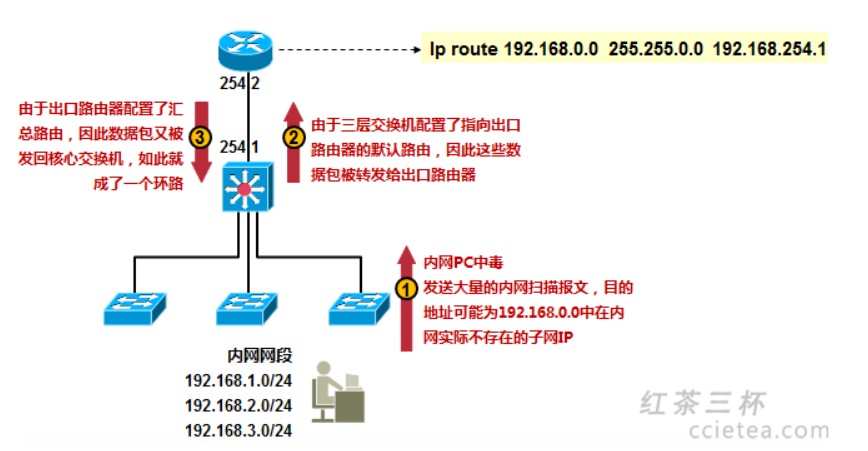 Ip route 192.168.0.0 255.255.0.0 192.168.254.1
254.2
由于出口路由器配置了汇
总路由，因此数据包又被
发回核心交换机，如此就
成了一个环路
3
2
由于三层交换机配置了指向出口
路由器的默认路由，因此这些数
据包被转发给出口路由器
254.1
1
内网PC中毒
发送大量的内网扫描报文，目的
地址可能为192.168.0.0中在内
网实际不存在的子网IP
内网网段
192.168.1.0/24
192.168.2.0/24
192.168.3.0/24
红茶三杯
ccietea.com